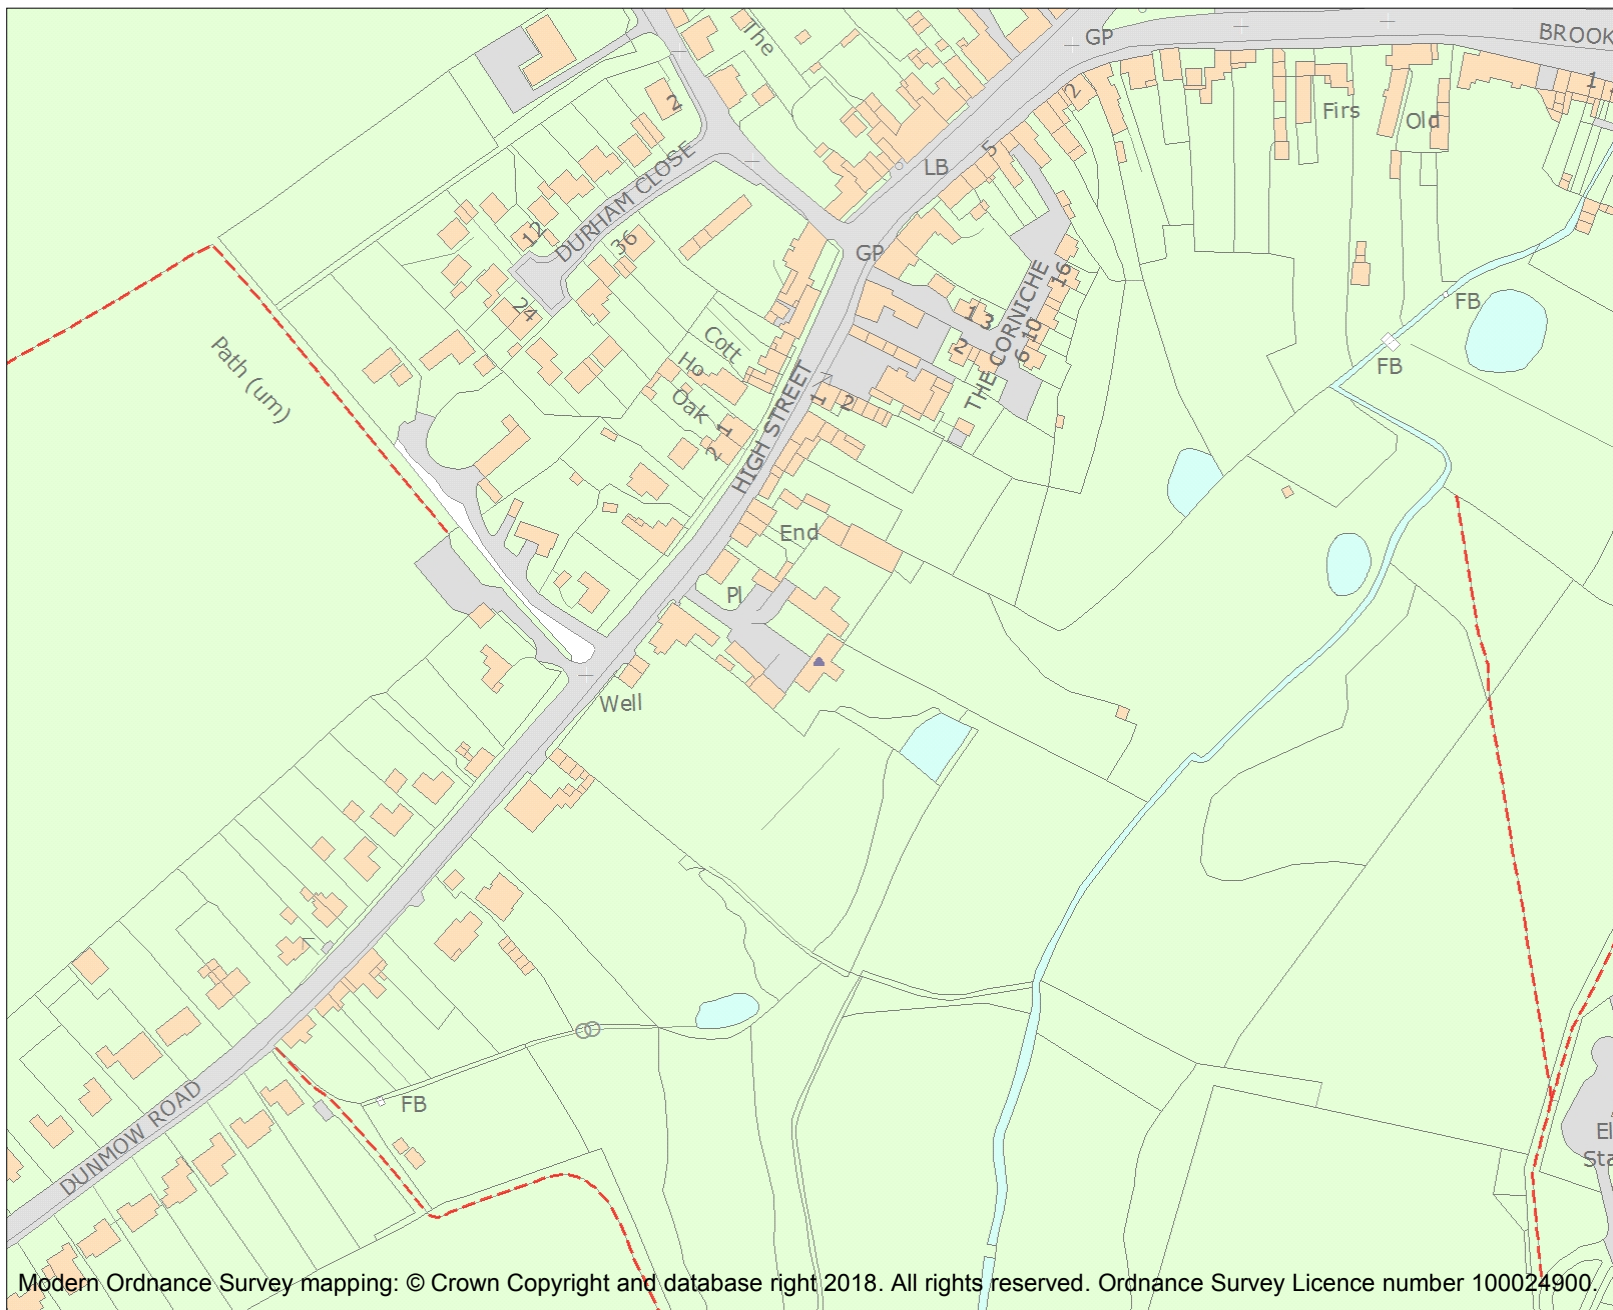 The
GP
BROOK
2
2
1
Firs
Old
5
LB
DURHAM CLOSE
12
36
GP
16
THE CORNICHE
FB
24
13
10
Path (um)
Cott
2
6
FB
Ho
Oak
HIGH STREET
1
2
1
2
End
Pl
Well
FB
DUNMOW ROAD
El
Sta
Modern Ordnance Survey mapping: © Crown Copyright and database right 2018. All rights reserved. Ordnance Survey Licence number 100024900.